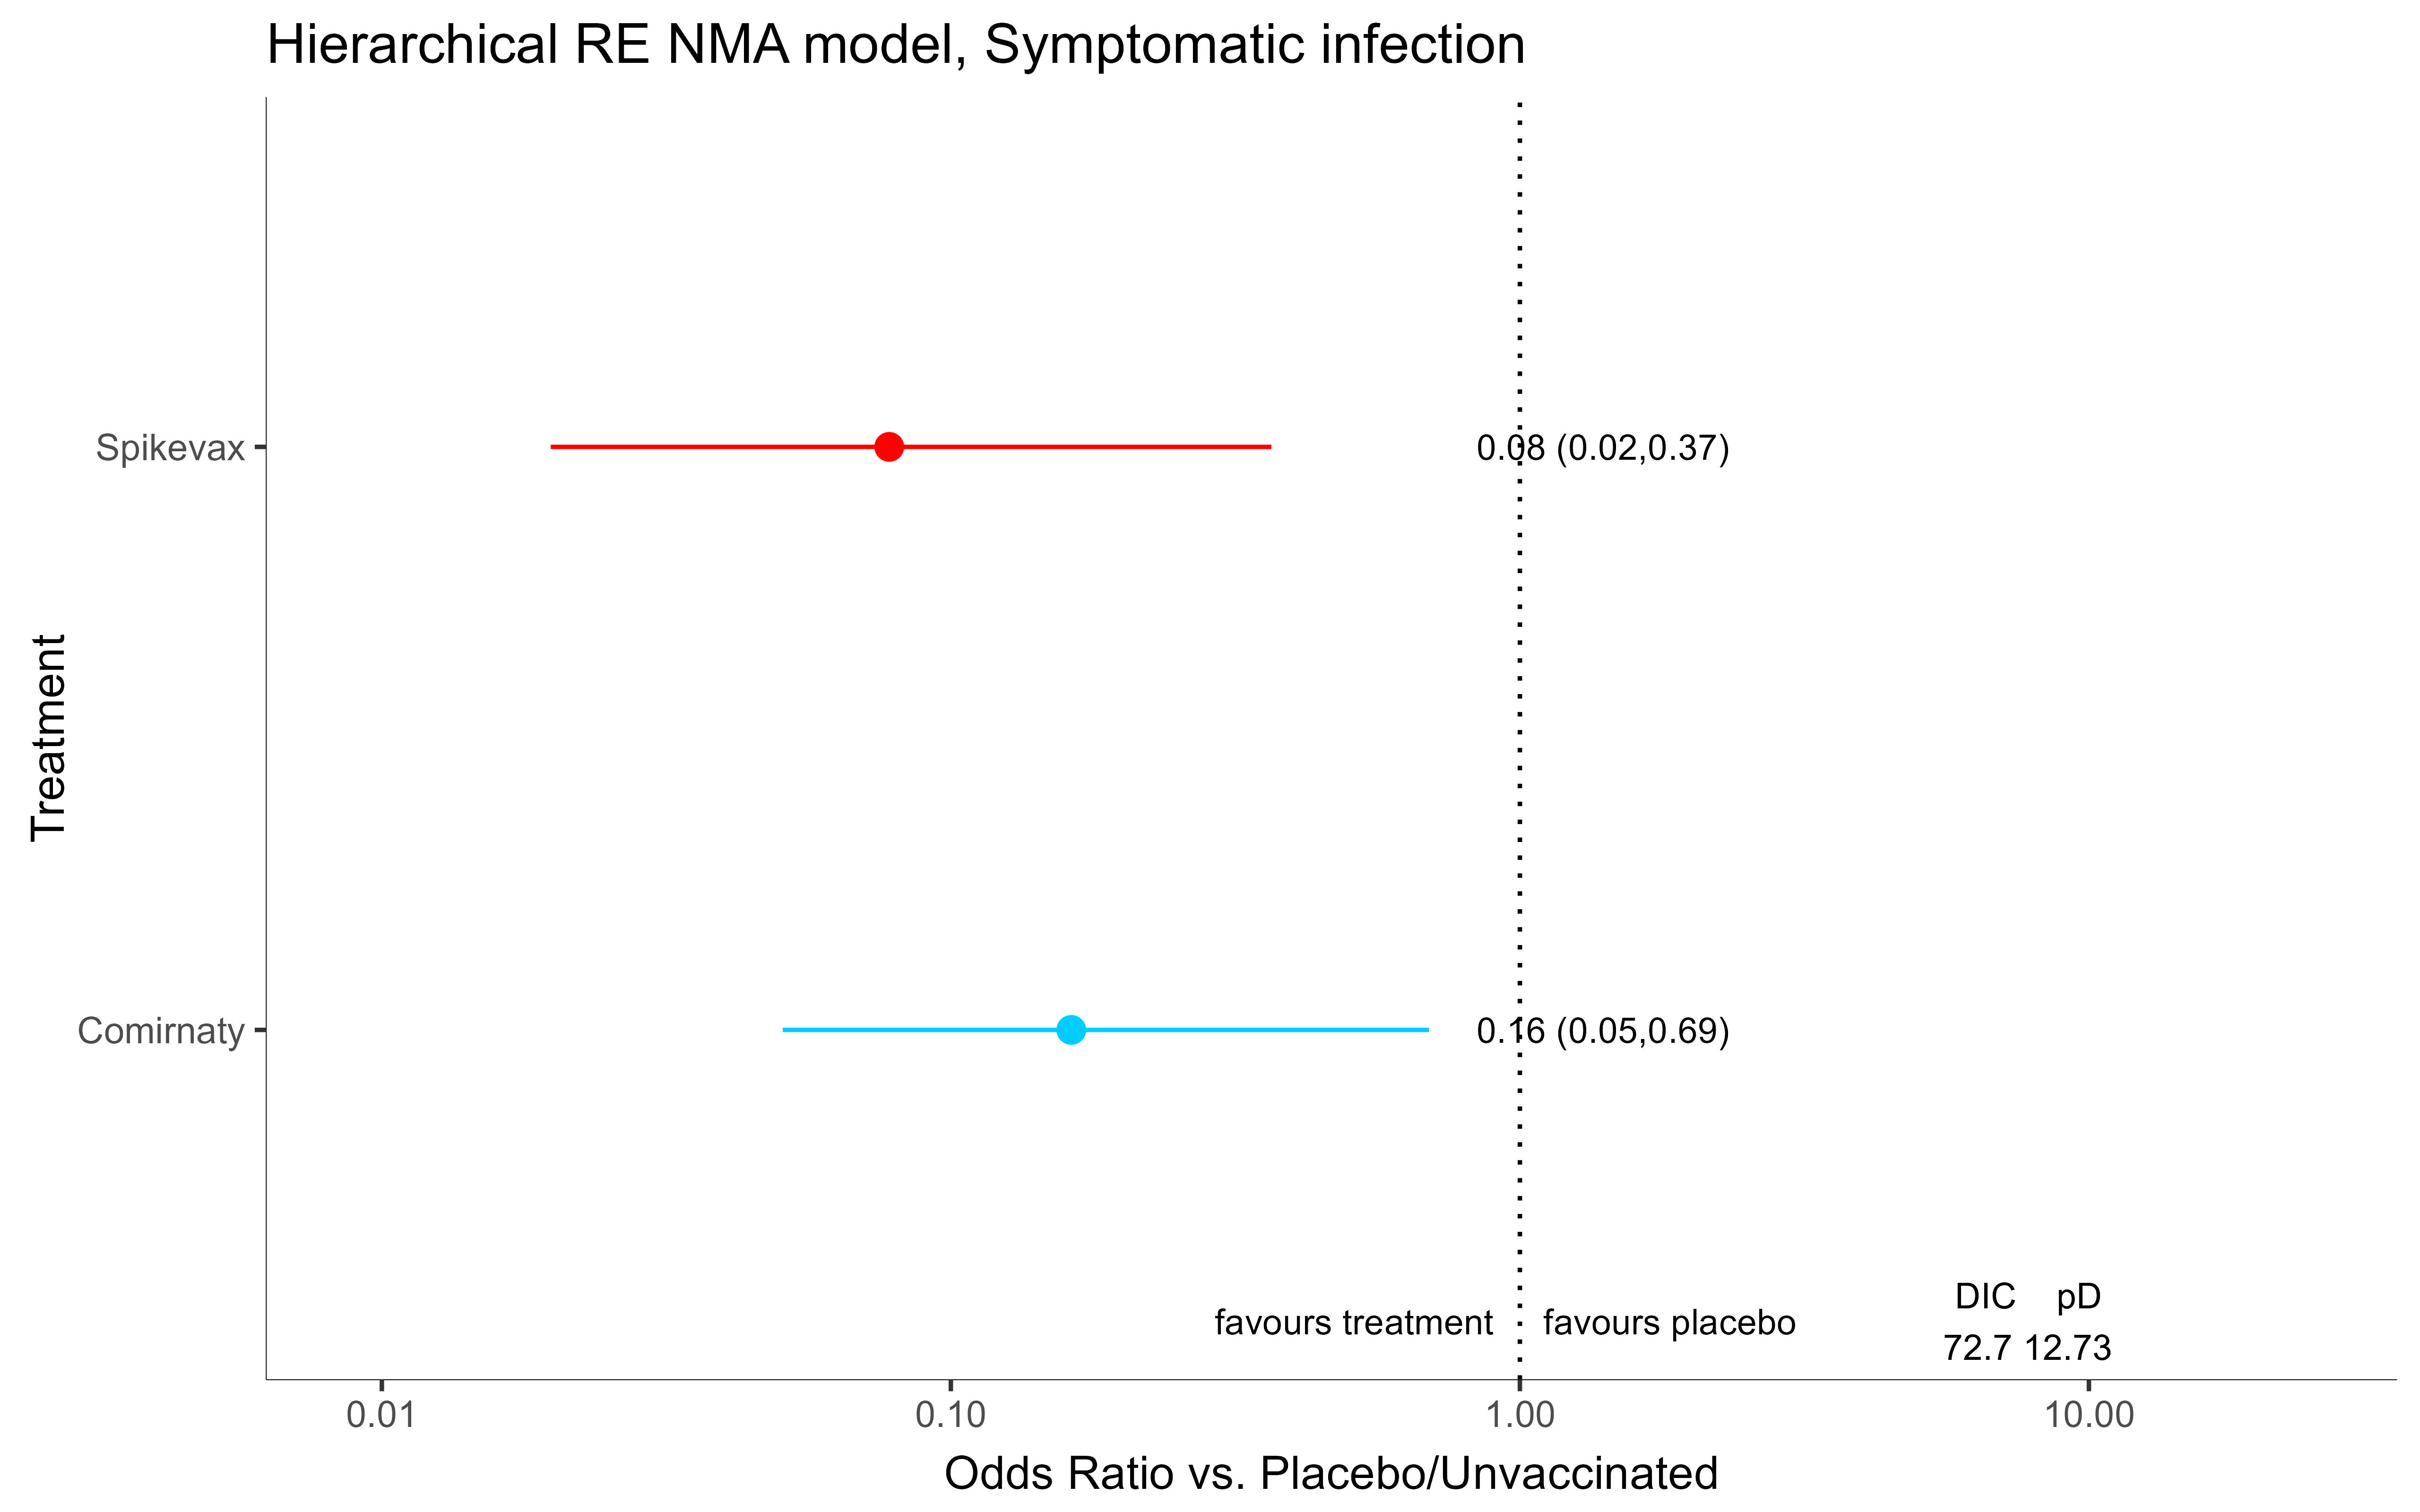 Hierarchical RE NMA model, Symptomatic infection
Treatment
Spikevax
0.08 (0.02,0.37)
Comirnaty
0.16 (0.05,0.69)
favours treatment
favours placebo
DIC pD
72.7 12.73
0.01 0.10 1.00 10.00
Odds Ratio vs. Placebo/Unvaccinated